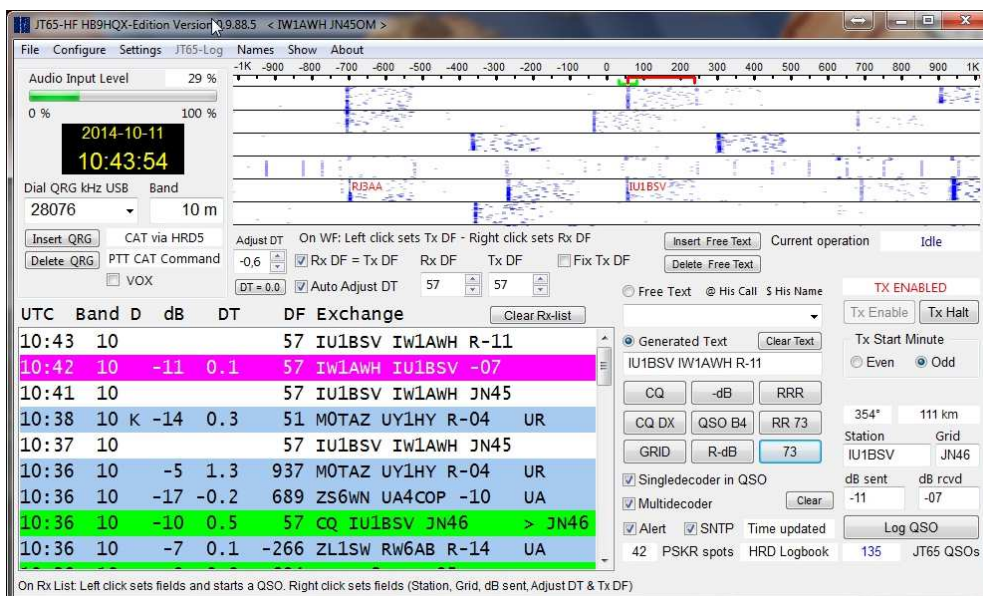 JT65-HF HB9HQX-Edition Version 0.9.88.5 < IW1AWH JN45OM >
File Configure Settings JT65-Log Names Show About
Audio Input Level 29 %
0 % 100 %
2014-10-11
10:43:54
Dial QRG kHz USB Band
28076 10 m
Insert QRG CAT via HRD5
Delete QRG PTT CAT Command
VOX
-1K -900 -800 -700 -600 -500 -400 -300 -200 -100 0 100 200 300 400 500 600 700 800 900 1K
RJ3AA IU1BSV
Adjust DT On WF: Left click sets Tx DF - Right click sets Rx DF
-0,6 Rx DF = Tx DF Rx DF Tx DF Fix Tx DF
DT = 0.0 Auto Adjust DT 57 57
Insert Free Text Current operation Idle
Delete Free Text
Free Text @ His Call $ His Name TX ENABLED
Tx Enable Tx Halt
UTC Band D dB DT DF Exchange Clear Rx-list
10:43 10 57 IU1BSV IW1AWH R-11
10:42 10 -11 0.1 57 IW1AWH IU1BSV -07
10:41 10 57 IU1BSV IW1AWH JN45
10:38 10 K -14 0.3 51 M0TAZ UY1HY R-04 UR
10:37 10 57 IU1BSV IW1AWH JN45
10:36 10 -5 1.3 937 M0TAZ UY1HY R-04 UR
10:36 10 -17 -0.2 689 ZS6WN UA4COP -10 UA
10:36 10 -10 0.5 57 CQ IU1BSV JN46 > JN46
10:36 10 -7 0.1 -266 ZL1SW RW6AB R-14 UA
Generated Text Clear Text
IU1BSV IW1AWH R-11
CQ -dB RRR
CQ DX QSO B4 RR 73
GRID R-dB 73
Singledecoder in QSO
Multidecoder Clear
Alert SNTP Time updated
42 PSKR spots HRD Logbook 135 JT65 QSOs
Tx Start Minute
Even Odd
354° 111 km
Station Grid
IU1BSV JN46
dB sent dB rcvd
-11 -07
Log QSO
On Rx List: Left click sets fields and starts a QSO. Right click sets fields (Station, Grid, dB sent, Adjust DT & Tx DF)